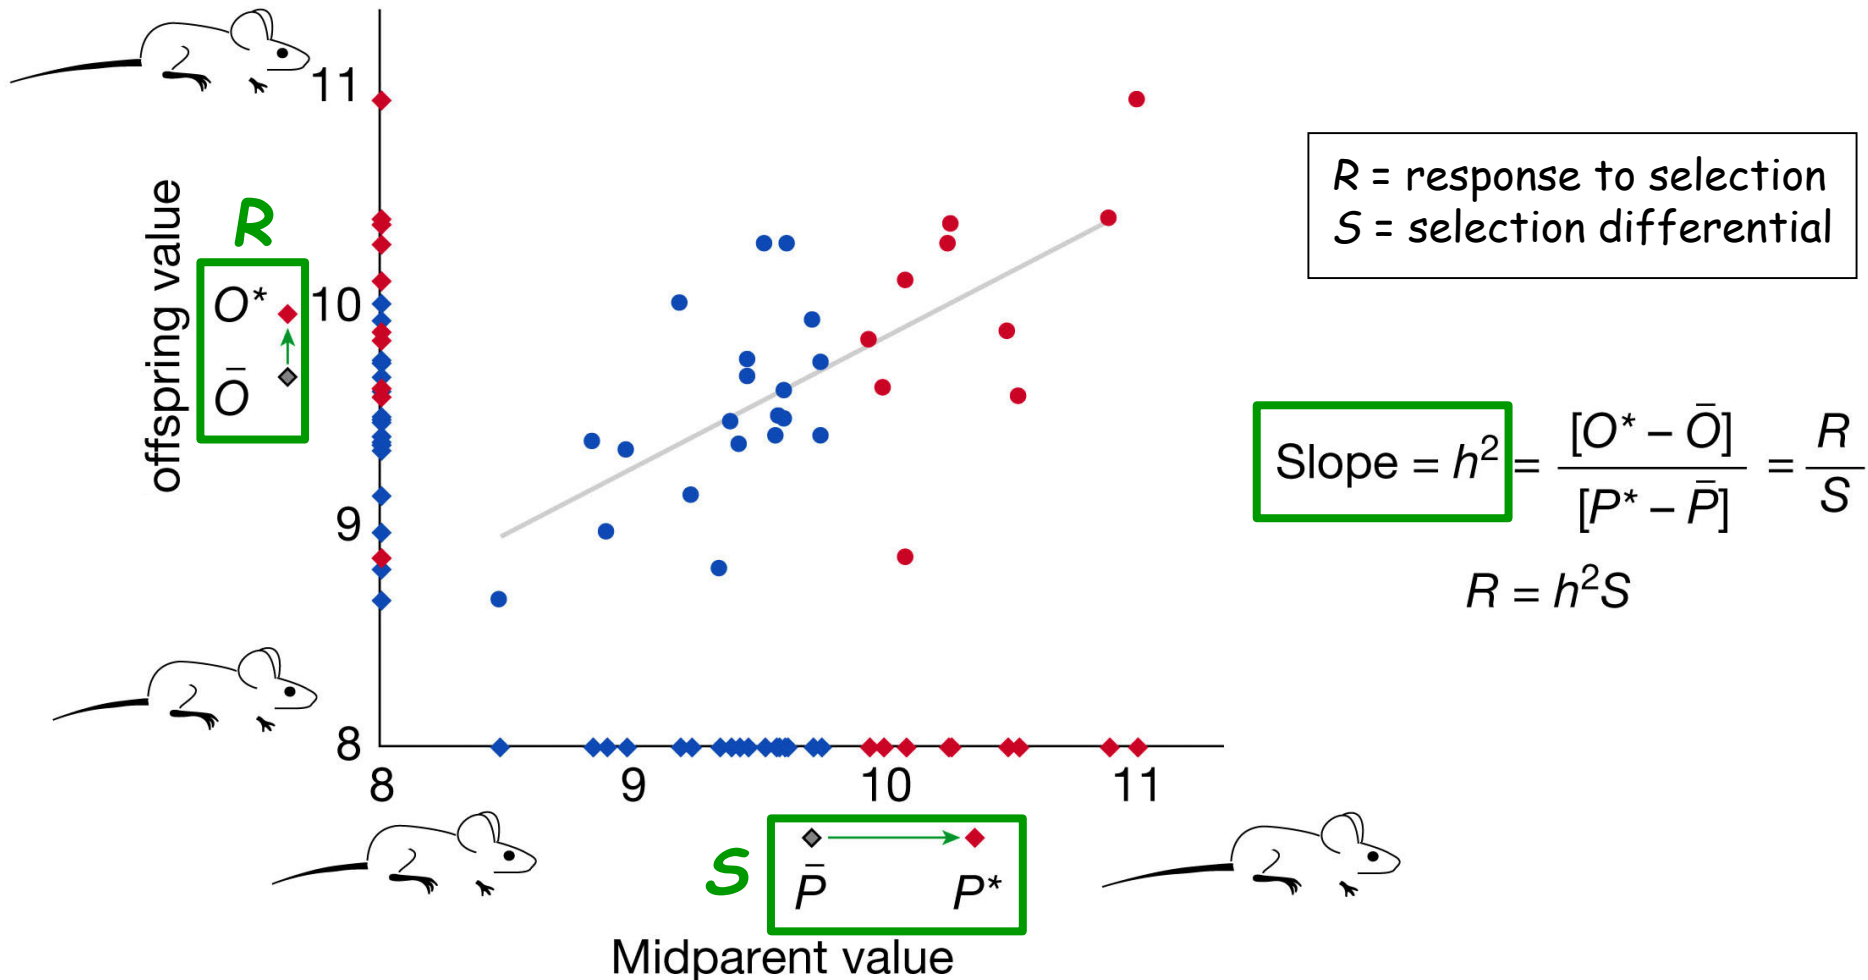 11
offspring value
R
O*
Ō
10
9
8
8 9 10 11
S
P̄ P*
Midparent value
R = response to selection
S = selection differential
Slope = h² = [O* – Ō] / [P* – P̄] = R / S
R = h²S